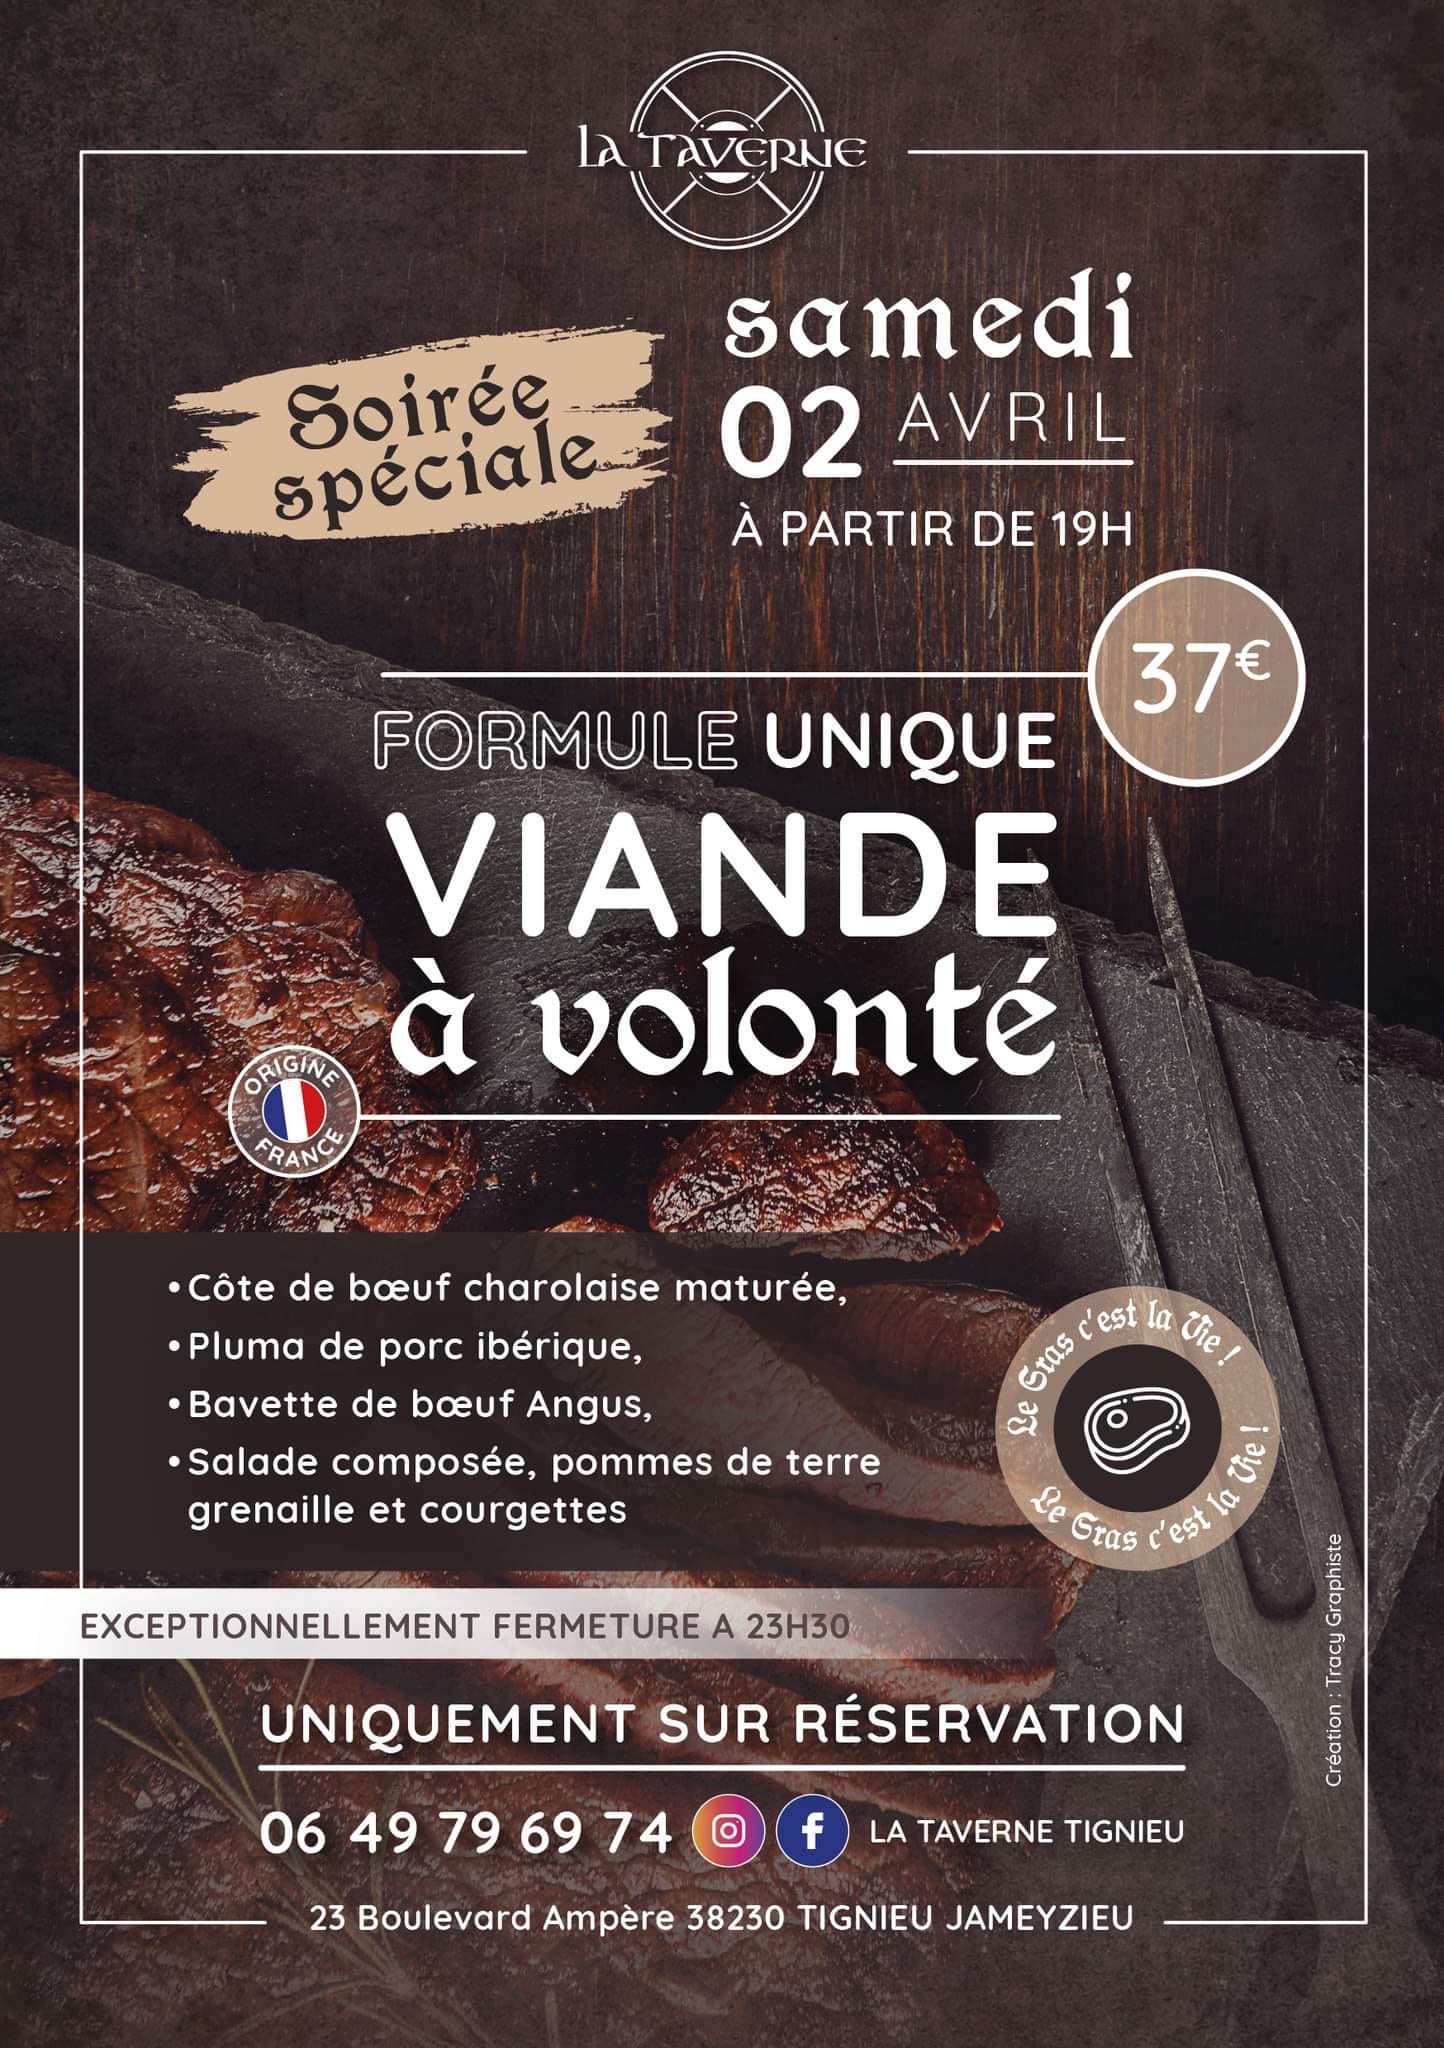 LA TAVERNE
Soirée
spéciale
samedi
02 AVRIL
À PARTIR DE 19H
37€
FORMULE UNIQUE
VIANDE
à volonté
ORIGINE
FRANCE
• Côte de bœuf charolaise maturée,
• Pluma de porc ibérique,
• Bavette de bœuf Angus,
• Salade composée, pommes de terre
grenaille et courgettes
Le Gras c'est la Vie !
Le Gras c'est la Vie !
EXCEPTIONNELLEMENT FERMETURE A 23H30
Création : Tracy Graphiste
UNIQUEMENT SUR RÉSERVATION
06 49 79 69 74 LA TAVERNE TIGNIEU
23 Boulevard Ampère 38230 TIGNIEU JAMEYZIEU